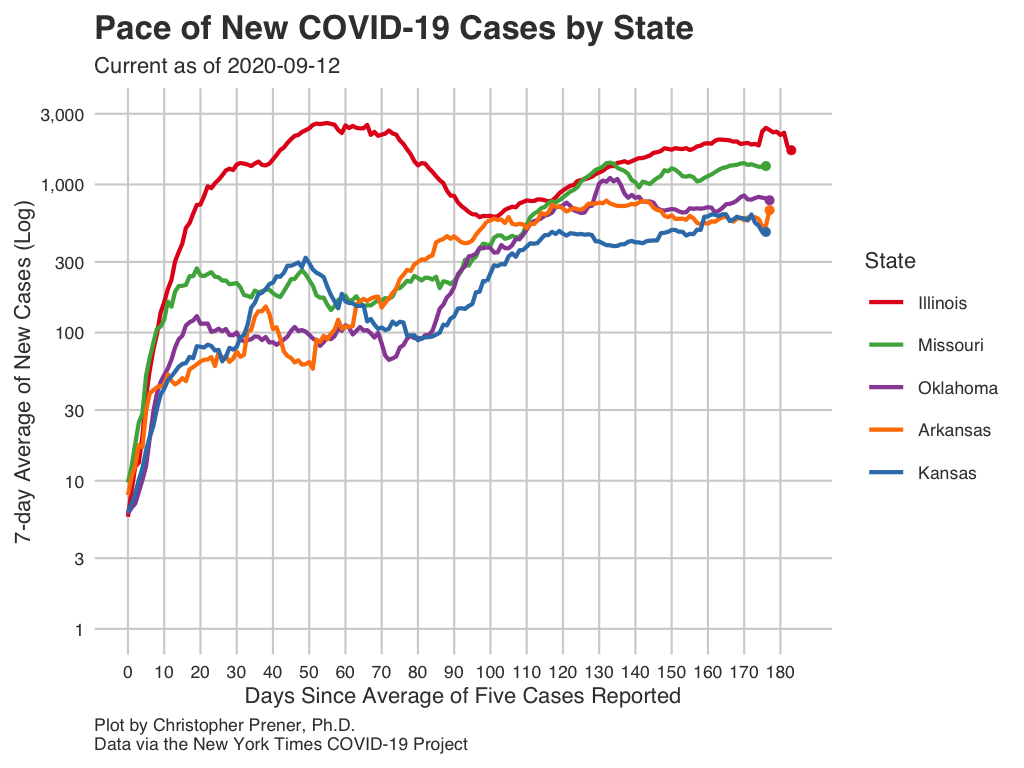 Pace of New COVID-19 Cases by State
Current as of 2020-09-12
7-day Average of New Cases (Log)
3,000
1,000
300
100
30
10
3
1
0 10 20 30 40 50 60 70 80 90 100 110 120 130 140 150 160 170 180
Days Since Average of Five Cases Reported
State
Illinois
Missouri
Oklahoma
Arkansas
Kansas
Plot by Christopher Prener, Ph.D.
Data via the New York Times COVID-19 Project